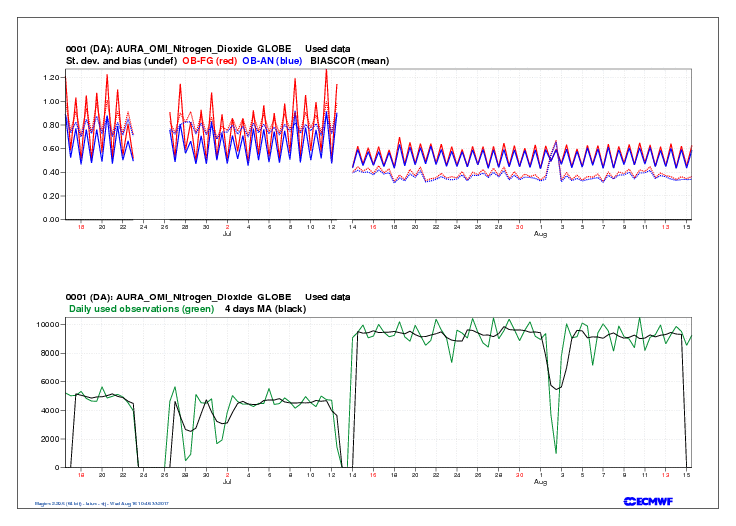 0001 (DA): AURA_OMI_Nitrogen_Dioxide GLOBE Used data
St. dev. and bias (undef) OB-FG (red) OB-AN (blue) BIASCOR (mean)
1.20
1.00
0.80
0.60
0.40
0.20
0.00
18 20 22 24 26 28 30 2 4 6 8 10 12 14 16 18 20 22 24 26 28 30 1 3 5 7 9 11 13 15
Jul Aug
0001 (DA): AURA_OMI_Nitrogen_Dioxide GLOBE Used data
Daily used observations (green) 4 days MA (black)
10000
8000
6000
4000
2000
0
18 20 22 24 26 28 30 2 4 6 8 10 12 14 16 18 20 22 24 26 28 30 1 3 5 7 9 11 13 15
Jul Aug
ECMWF